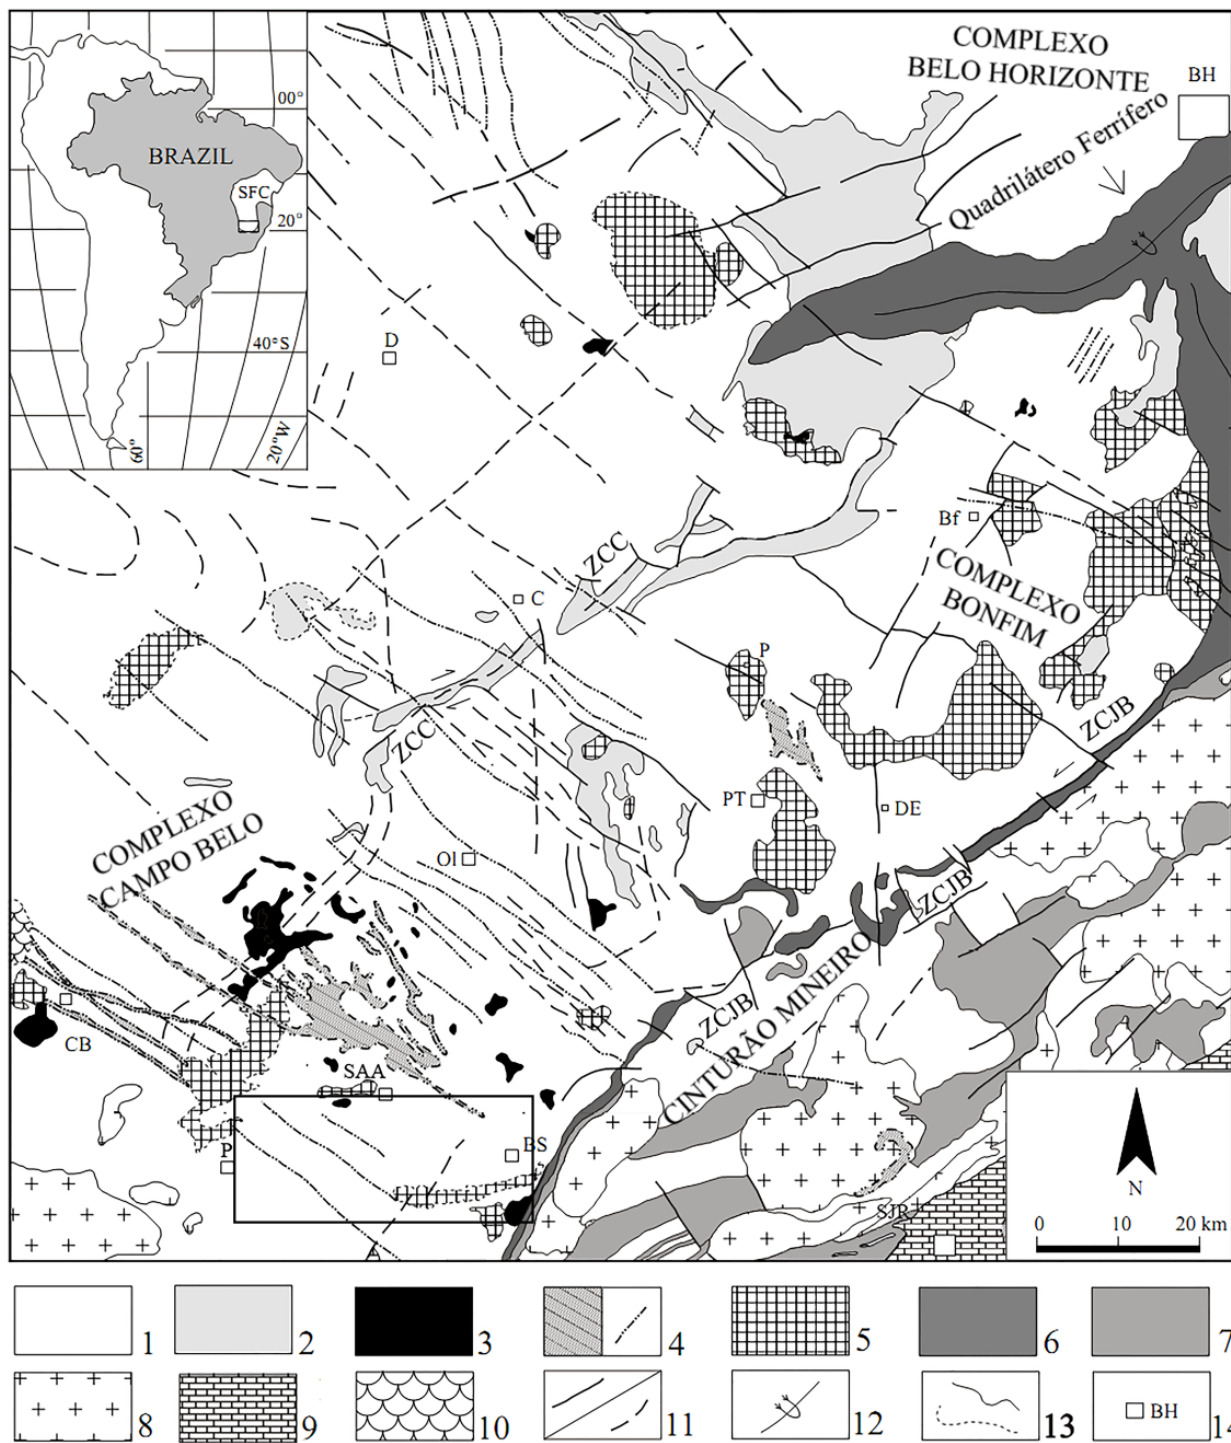 COMPLEXO
BELO HORIZONTE
BH
Quadrilátero Ferrífero
00°
BRAZIL
SFC
20°
40°S
60°
20°W
D
Bf
ZCC
COMPLEXO
BONFIM
C
P
ZCJB
ZCC
PT
DE
COMPLEXO
CAMPO BELO
Ol
ZCJB
ZCJB
CINTURÃO MINEIRO
CB
SAA
P
BS
SJR
A
N
0 10 20 km
1 2 3 4 5 6 7
8 9 10 11 12 13 BH 14